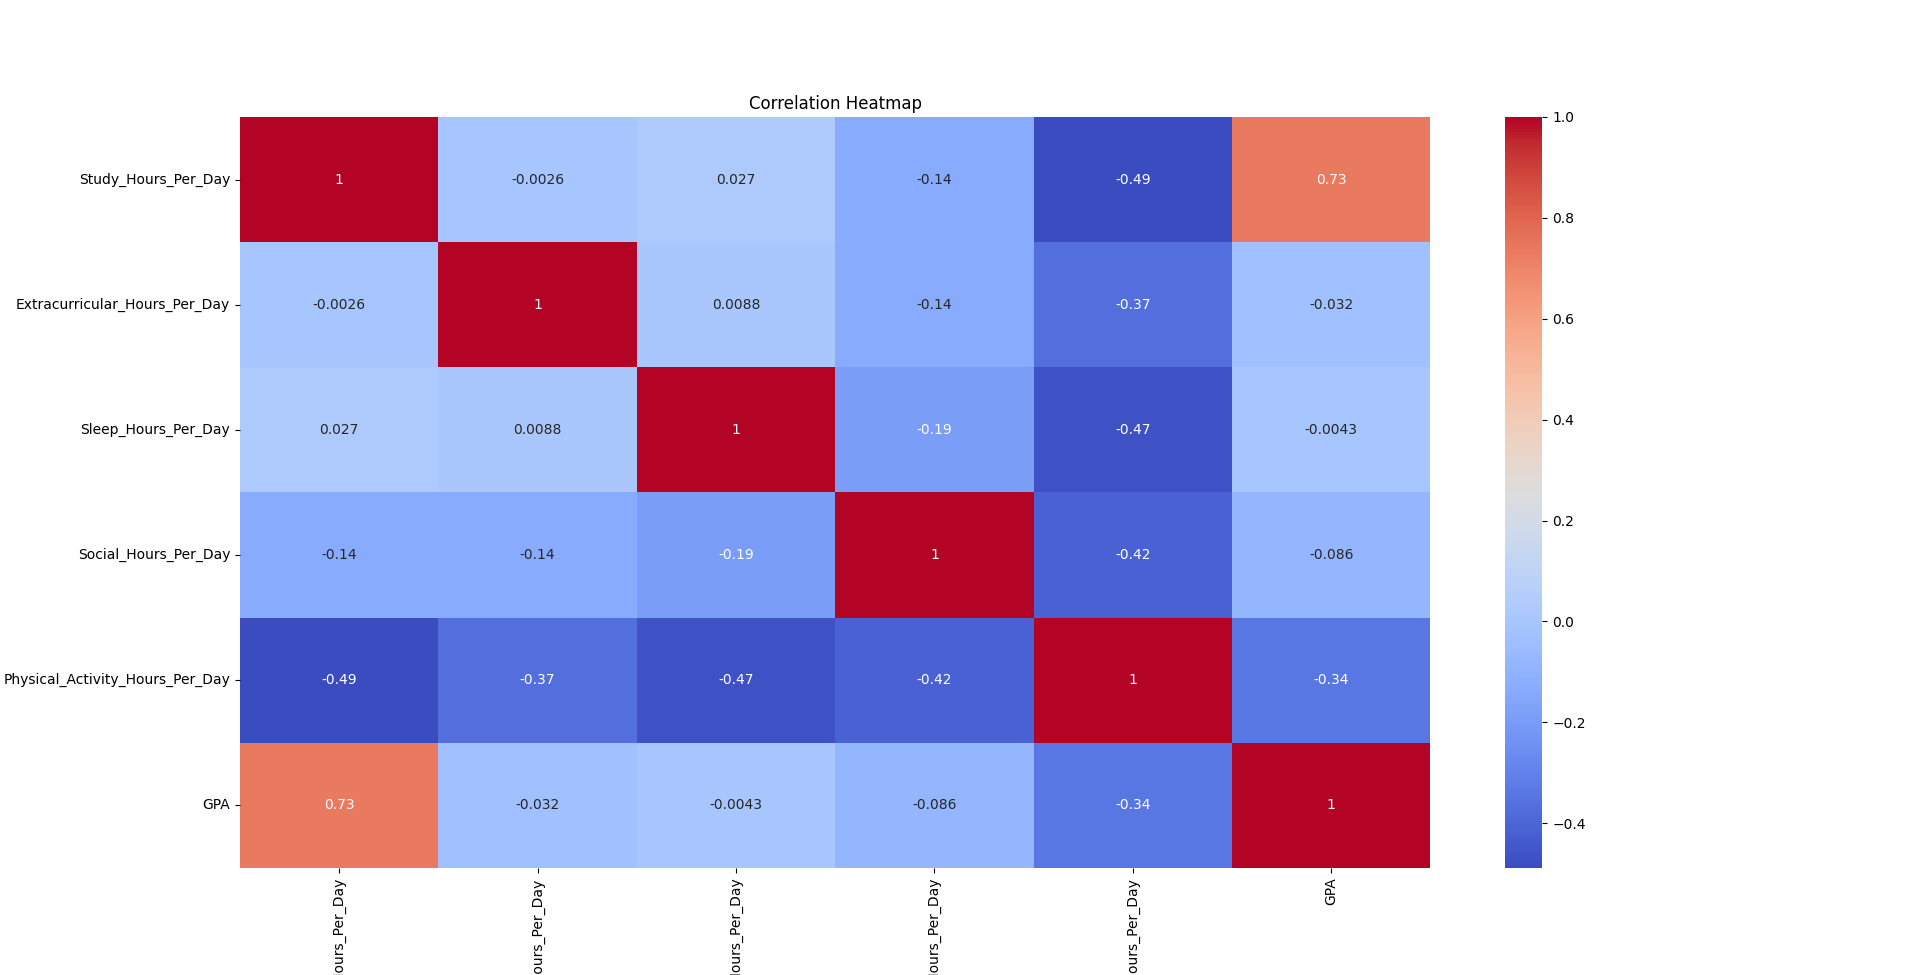 Correlation Heatmap
Study_Hours_Per_Day 1 -0.0026 0.027 -0.14 -0.49 0.73
Extracurricular_Hours_Per_Day -0.0026 1 0.0088 -0.14 -0.37 -0.032
Sleep_Hours_Per_Day 0.027 0.0088 1 -0.19 -0.47 -0.0043
Social_Hours_Per_Day -0.14 -0.14 -0.19 1 -0.42 -0.086
Physical_Activity_Hours_Per_Day -0.49 -0.37 -0.47 -0.42 1 -0.34
GPA 0.73 -0.032 -0.0043 -0.086 -0.34 1
ours_Per_Day
ours_Per_Day
ours_Per_Day
ours_Per_Day
ours_Per_Day
GPA
1.0
0.8
0.6
0.4
0.2
0.0
−0.2
−0.4